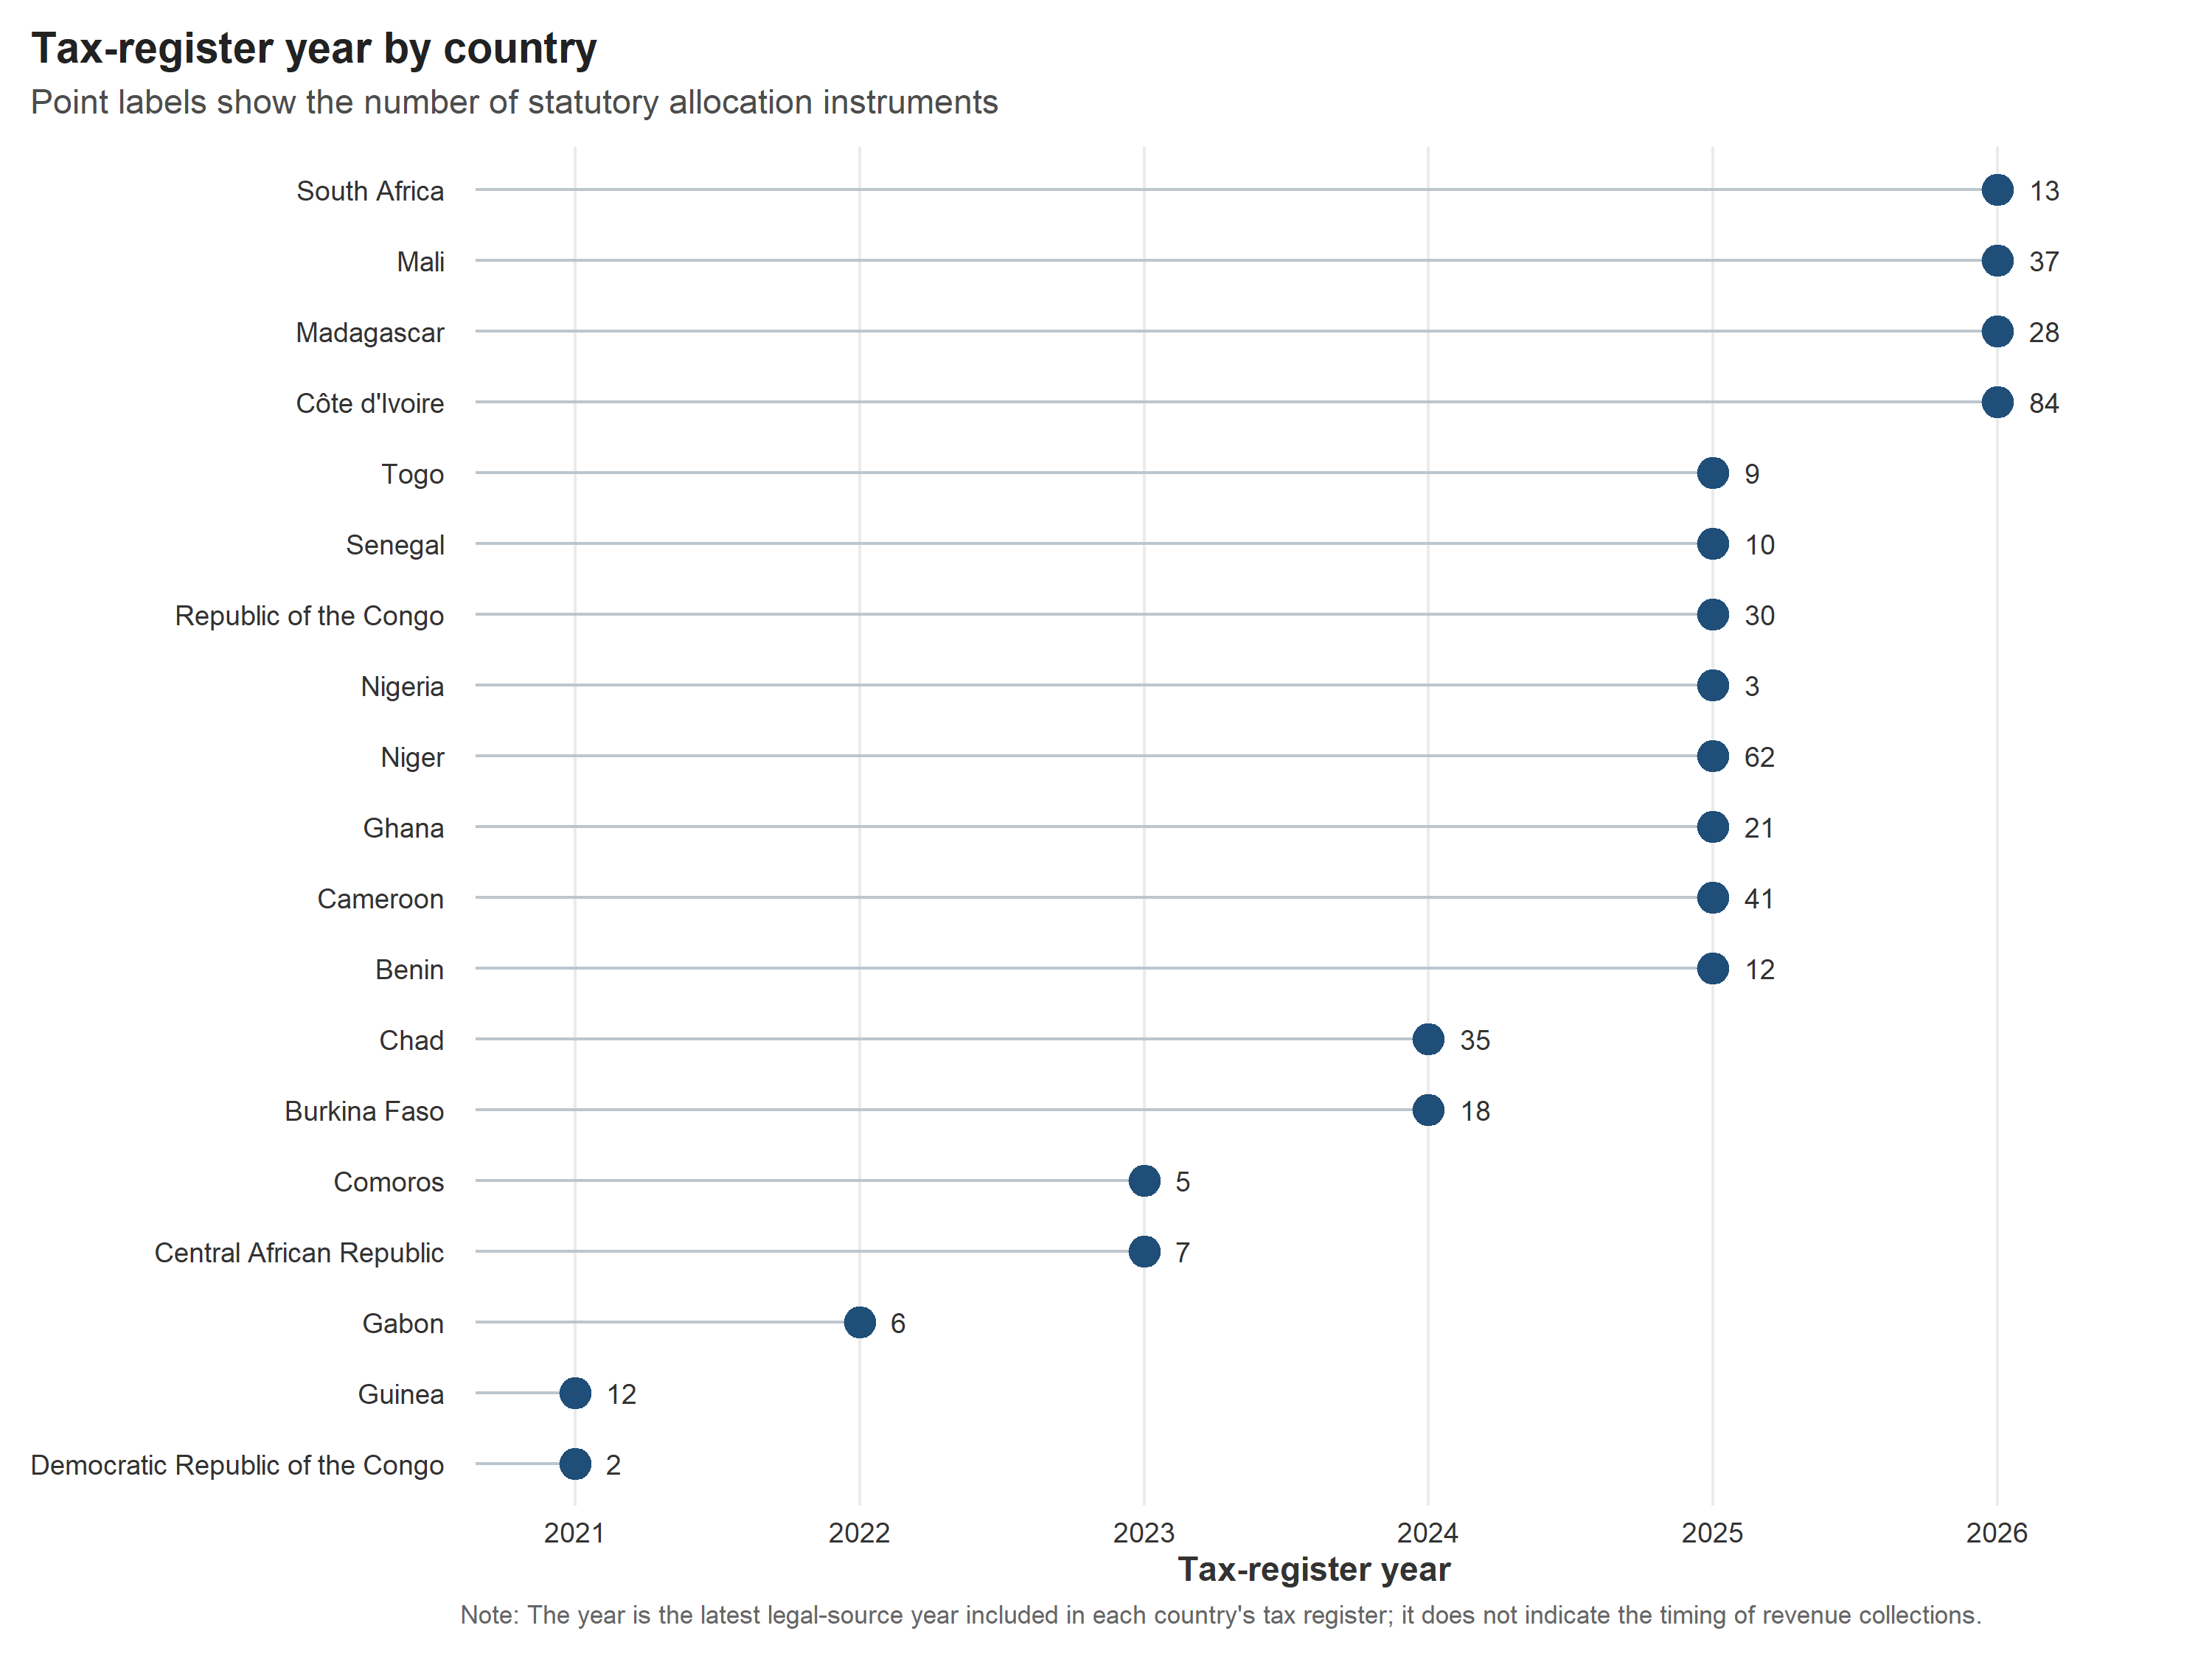 Tax-register year by country
Point labels show the number of statutory allocation instruments
South Africa 13
Mali 37
Madagascar 28
Côte d'Ivoire 84
Togo 9
Senegal 10
Republic of the Congo 30
Nigeria 3
Niger 62
Ghana 21
Cameroon 41
Benin 12
Chad 35
Burkina Faso 18
Comoros 5
Central African Republic 7
Gabon 6
Guinea 12
Democratic Republic of the Congo 2
2021 2022 2023 2024 2025 2026
Tax-register year
Note: The year is the latest legal-source year included in each country's tax register; it does not indicate the timing of revenue collections.